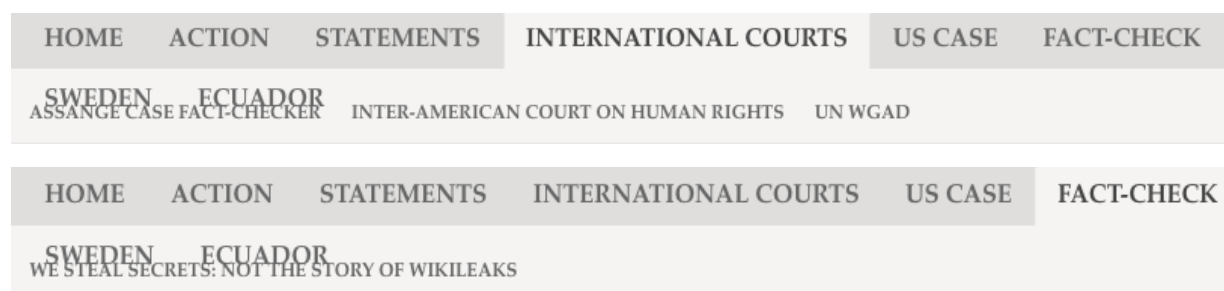 HOME ACTION STATEMENTS INTERNATIONAL COURTS US CASE FACT-CHECK
SWEDEN ECUADOR
ASSANGE CASE FACT-CHECKER INTER-AMERICAN COURT ON HUMAN RIGHTS UN WGAD
HOME ACTION STATEMENTS INTERNATIONAL COURTS US CASE FACT-CHECK
SWEDEN ECUADOR
WE STEAL SECRETS: NOT THE STORY OF WIKILEAKS